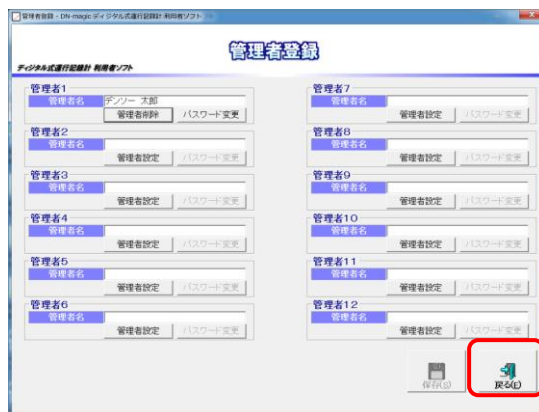 管理者登録 - DN-magic ディジタル式運行記録計 利用者ソフト
管理者登録
ディジタル式運行記録計 利用者ソフト
管理者1
管理者名 デンソー 太郎
管理者削除 パスワード変更
管理者2
管理者名
管理者設定 パスワード変更
管理者3
管理者名
管理者設定 パスワード変更
管理者4
管理者名
管理者設定 パスワード変更
管理者5
管理者名
管理者設定 パスワード変更
管理者6
管理者名
管理者設定 パスワード変更
管理者7
管理者名
管理者設定 パスワード変更
管理者8
管理者名
管理者設定 パスワード変更
管理者9
管理者名
管理者設定 パスワード変更
管理者10
管理者名
管理者設定 パスワード変更
管理者11
管理者名
管理者設定 パスワード変更
管理者12
管理者名
管理者設定 パスワード変更
保存(S)
戻る(E)